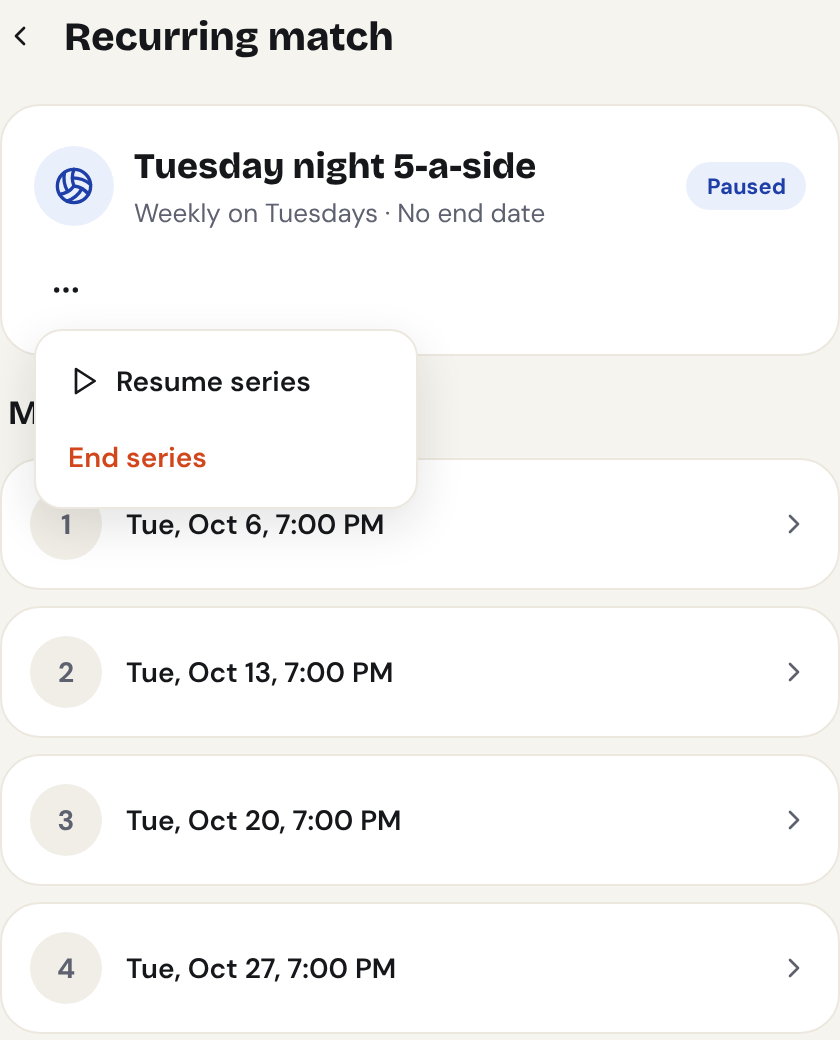 Recurring match
Tuesday night 5-a-side
Weekly on Tuesdays · No end date
Paused
...
Resume series
End series
1
Tue, Oct 6, 7:00 PM
2
Tue, Oct 13, 7:00 PM
3
Tue, Oct 20, 7:00 PM
4
Tue, Oct 27, 7:00 PM